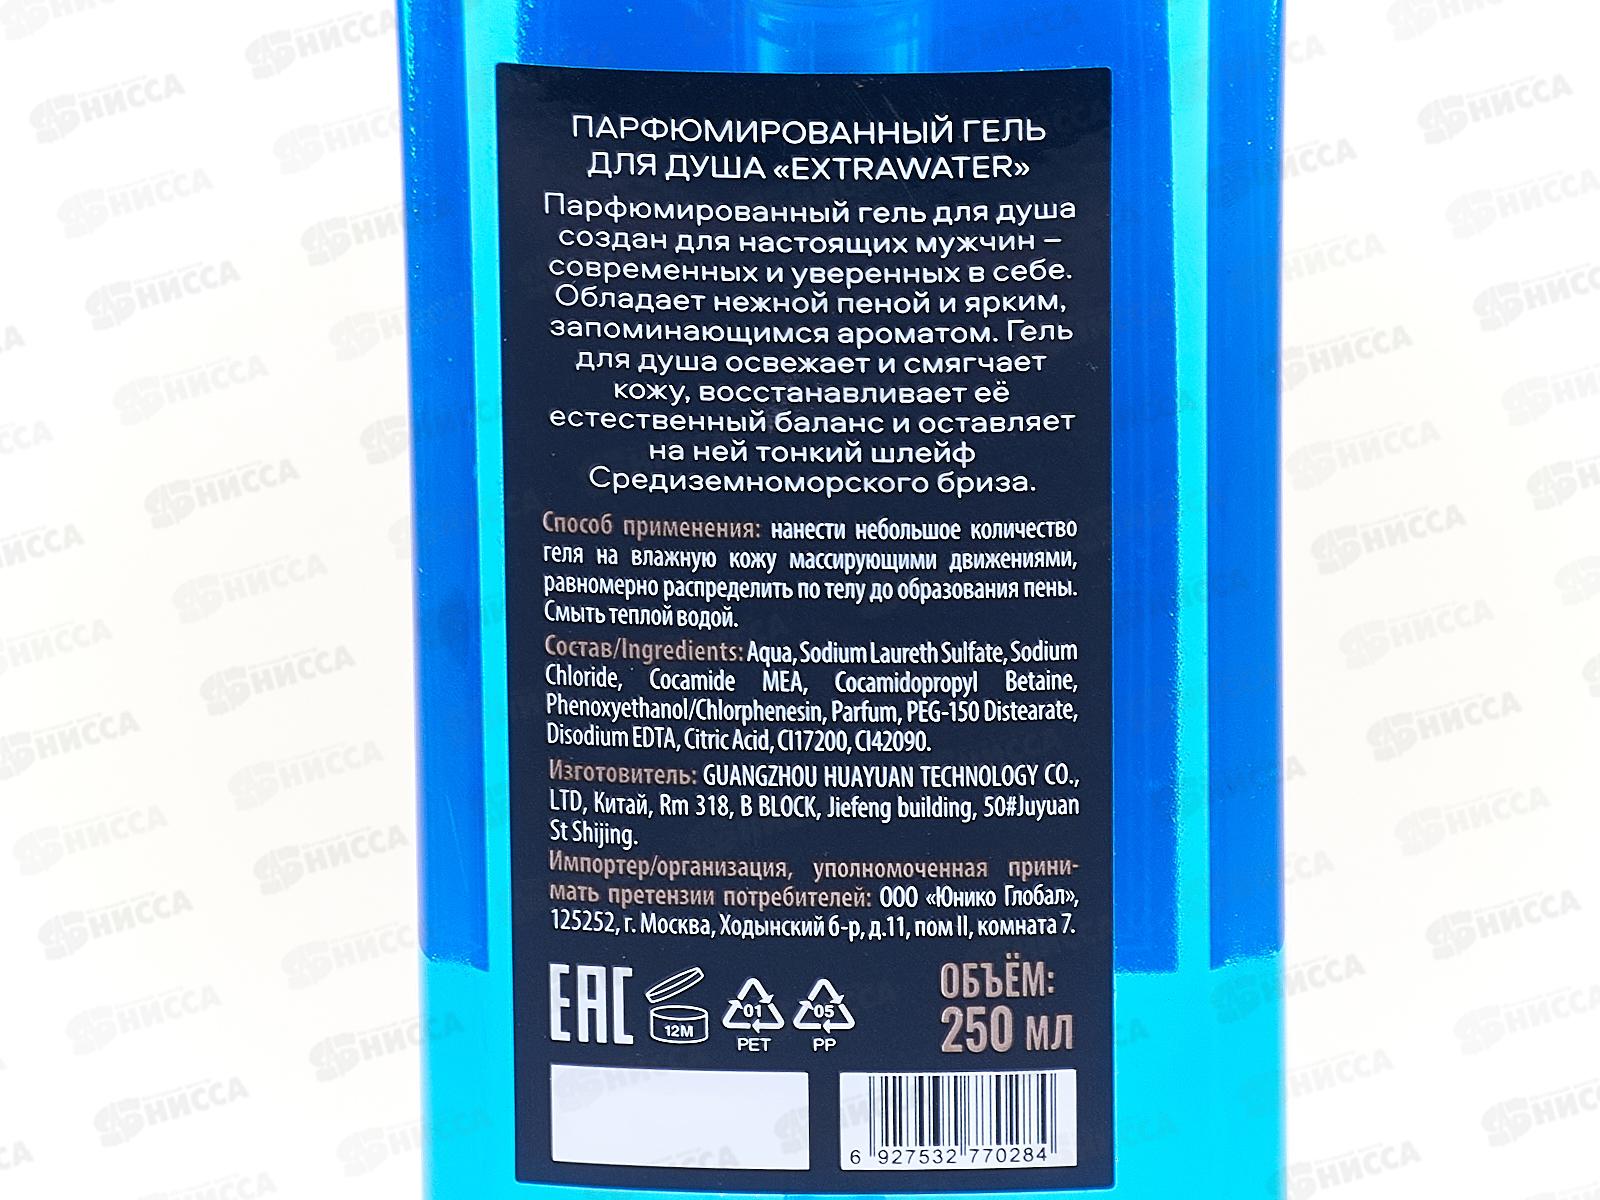 ПАРФЮМИРОВАННЫЙ ГЕЛЬ
ДЛЯ ДУША «EXTRAWATER»
Парфюмированный гель для душа
создан для настоящих мужчин –
современных и уверенных в себе.
Обладает нежной пеной и ярким,
запоминающимся ароматом. Гель
для душа освежает и смягчает
кожу, восстанавливает её
естественный баланс и оставляет
на ней тонкий шлейф
Средиземноморского бриза.
Способ применения: нанести небольшое количество
геля на влажную кожу массирующими движениями,
равномерно распределить по телу до образования пены.
Смыть теплой водой.
Состав/Ingredients: Aqua, Sodium Laureth Sulfate, Sodium
Chloride, Cocamide MEA, Cocamidopropyl Betaine,
Phenoxyethanol/Chlorphenesin, Parfum, PEG-150 Distearate,
Disodium EDTA, Citric Acid, CI17200, CI42090.
Изготовитель: GUANGZHOU HUAYUAN TECHNOLOGY CO.,
LTD, Китай, Rm 318, B BLOCK, Jiefeng building, 50#Juyuan
St Shijing.
Импортер/организация, уполномоченная прини-
мать претензии потребителей: ООО «Юнико Глобал»,
125252, г. Москва, Ходынский б-р, д.11, пом II, комната 7.
EAC
12M
01
PET
05
PP
ОБЪЁМ:
250 МЛ
6 927532 770284
НИССА